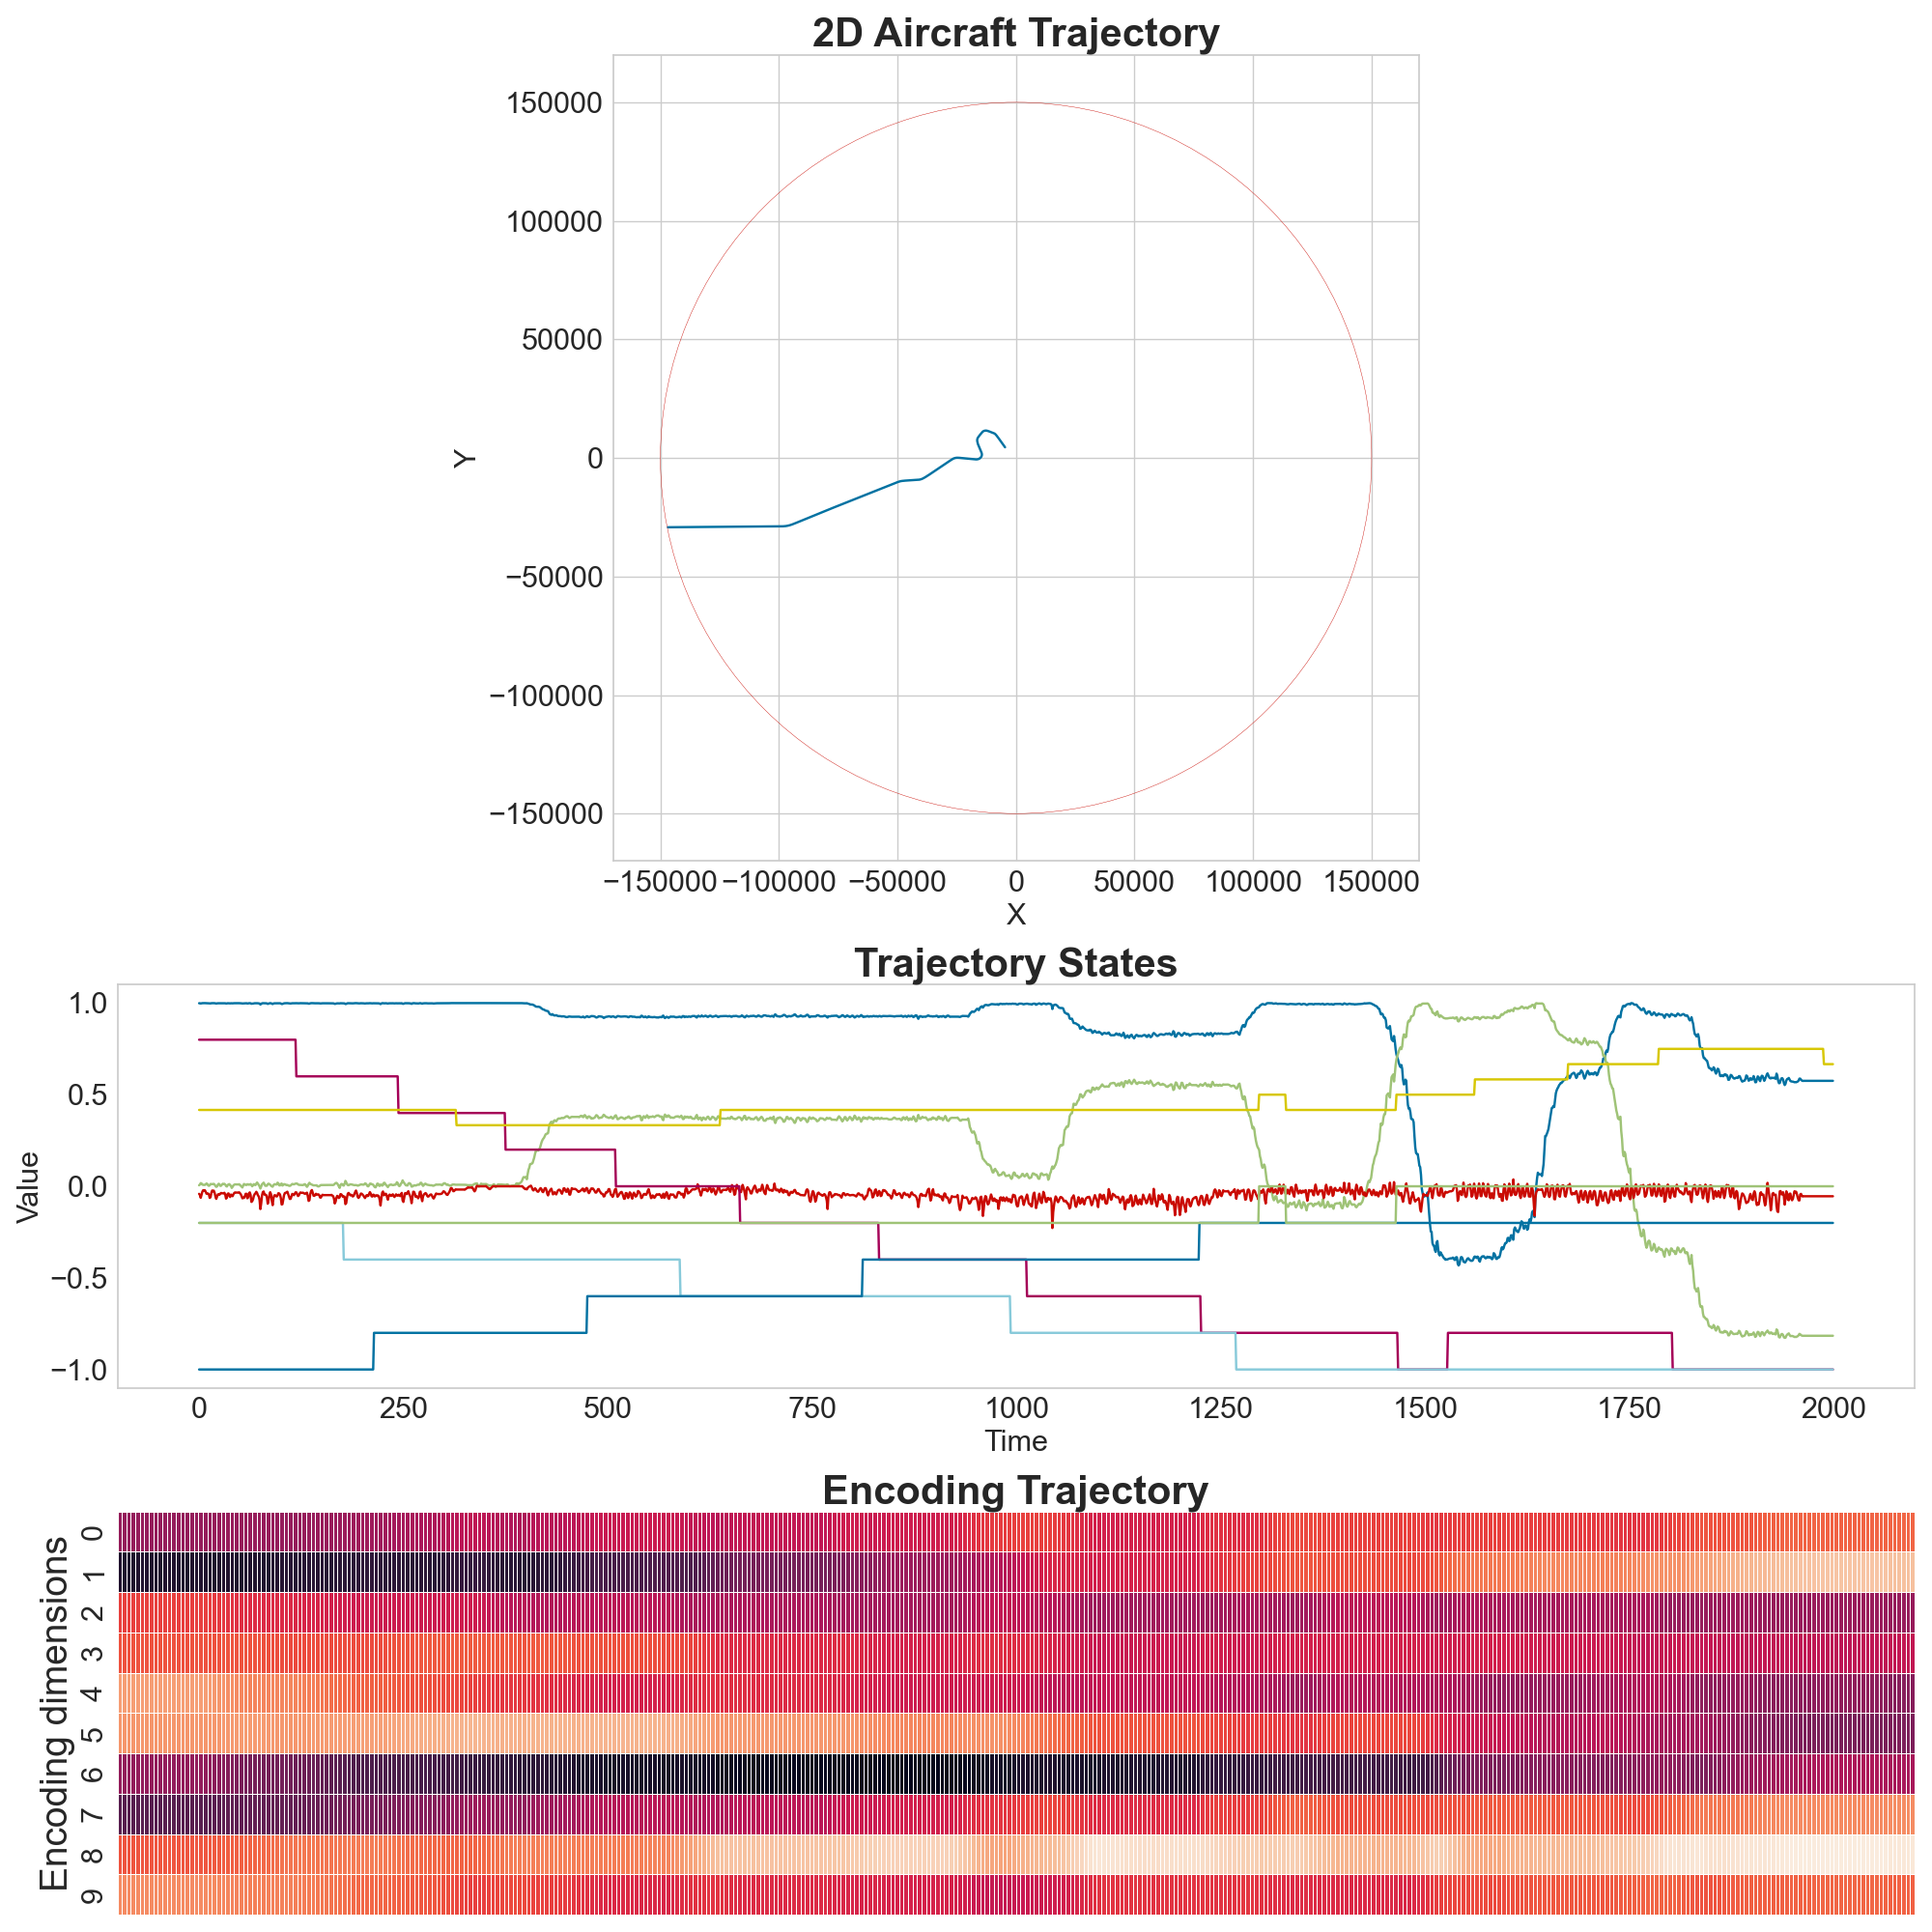 2D Aircraft Trajectory
150000
100000
50000
0
−50000
−100000
−150000
Y
−150000 −100000 −50000 0 50000 100000 150000
X
Trajectory States
1.0
0.5
0.0
−0.5
−1.0
Value
0 250 500 750 1000 1250 1500 1750 2000
Time
Encoding Trajectory
Encoding dimensions
0
1
2
3
4
5
6
7
8
9